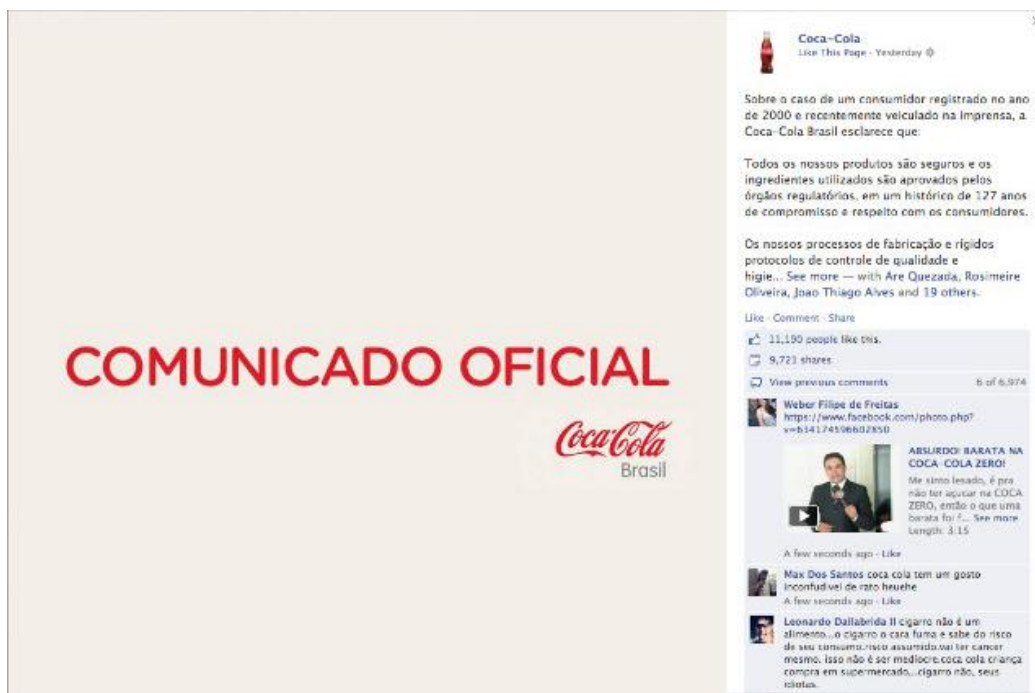 COMUNICADO OFICIAL
Coca-Cola
Brasil
Coca-Cola
Like This Page · Yesterday
Sobre o caso de um consumidor registrado no ano
de 2000 e recentemente veiculado na imprensa, a
Coca-Cola Brasil esclarece que:
Todos os nossos produtos são seguros e os
ingredientes utilizados são aprovados pelos
órgãos regulatórios, em um histórico de 127 anos
de compromisso e respeito com os consumidores.
Os nossos processos de fabricação e rígidos
protocolos de controle de qualidade e
higie... See more — with Are Quezada, Rosimeire
Oliveira, Joao Thiago Alves and 19 others.
Like · Comment · Share
11,190 people like this.
9,721 shares
View previous comments
6 of 6,974
Weber Filipe de Freitas
https://www.facebook.com/photo.php?
v=634174596602850
ABSURDO! BARATA NA
COCA-COLA ZERO!
Me sinto lesado, é pra
não ter açucar na COCA
ZERO, então o que uma
barata foi f... See more
Length: 3:15
A few seconds ago · Like
Max Dos Santos coca cola tem um gosto
inconfudivel de rato heuehe
A few seconds ago · Like
Leonardo Dallabrida II cigarro não é um
alimento...o cigarro o cara fuma e sabe do risco
de seu consumo.risco assumido.vai ter cancer
mesmo. isso não é ser mediocre.coca cola criança
compra em supermercado,..cigarro não, seus
idiotas.